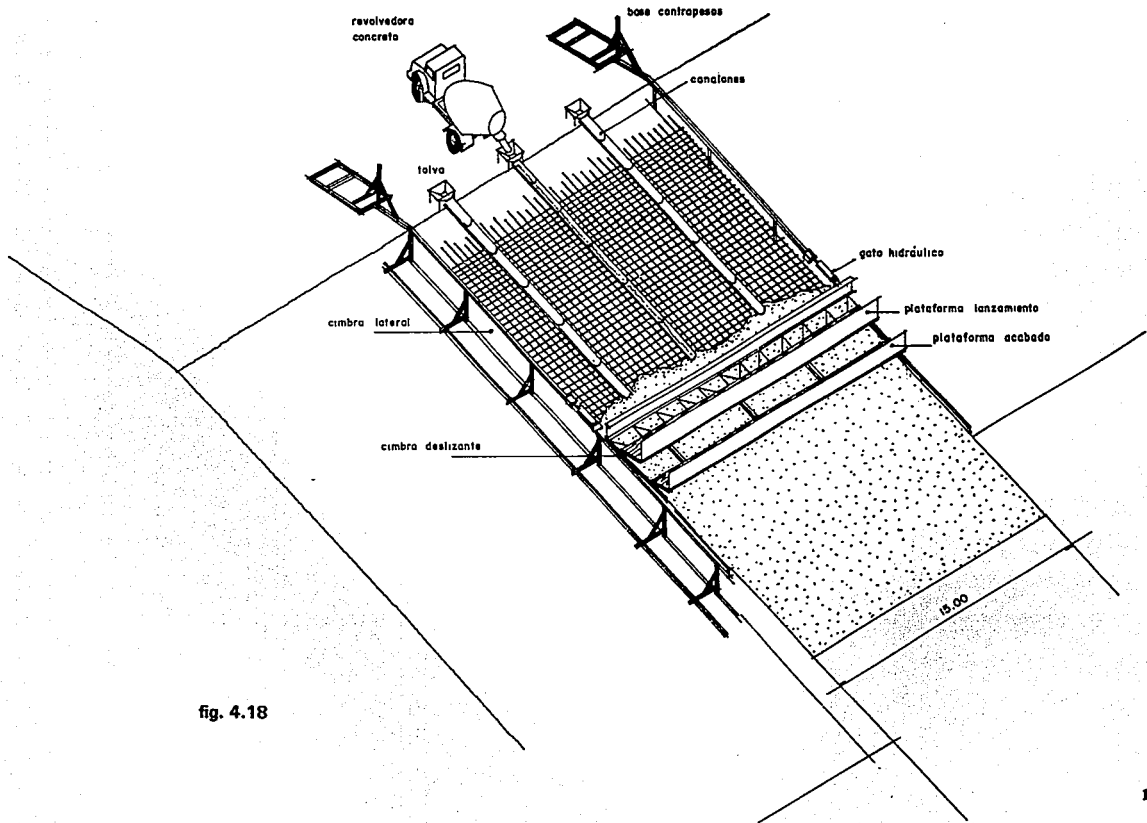 revolvedora
concreto
base contrapesos
canalones
tolva
gato hidráulico
cimbra lateral
plataforma lanzamiento
plataforma acabado
cimbra deslizante
15.00
fig. 4.18
1